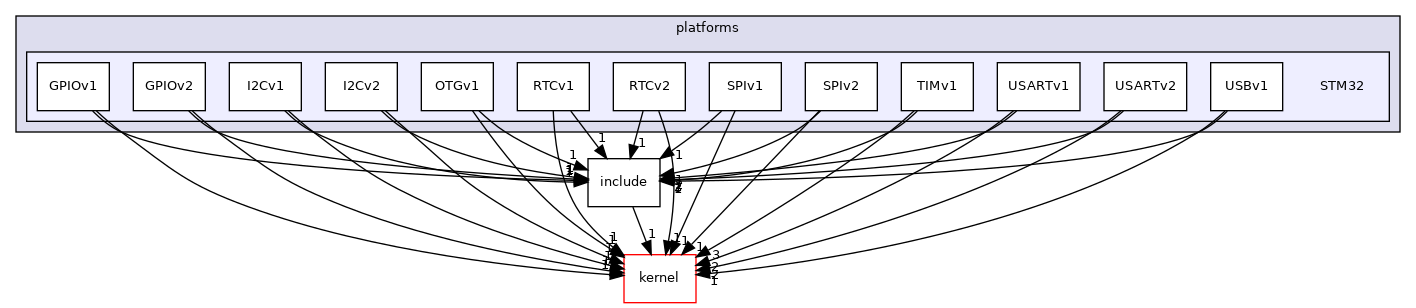 platforms
GPIOv1 GPIOv2 I2Cv1 I2Cv2 OTGv1 RTCv1 RTCv2 SPIv1 SPIv2 TIMv1 USARTv1 USARTv2 USBv1 STM32
1 1
1 1
include
1 1
kernel
1
1
3
2
2
1